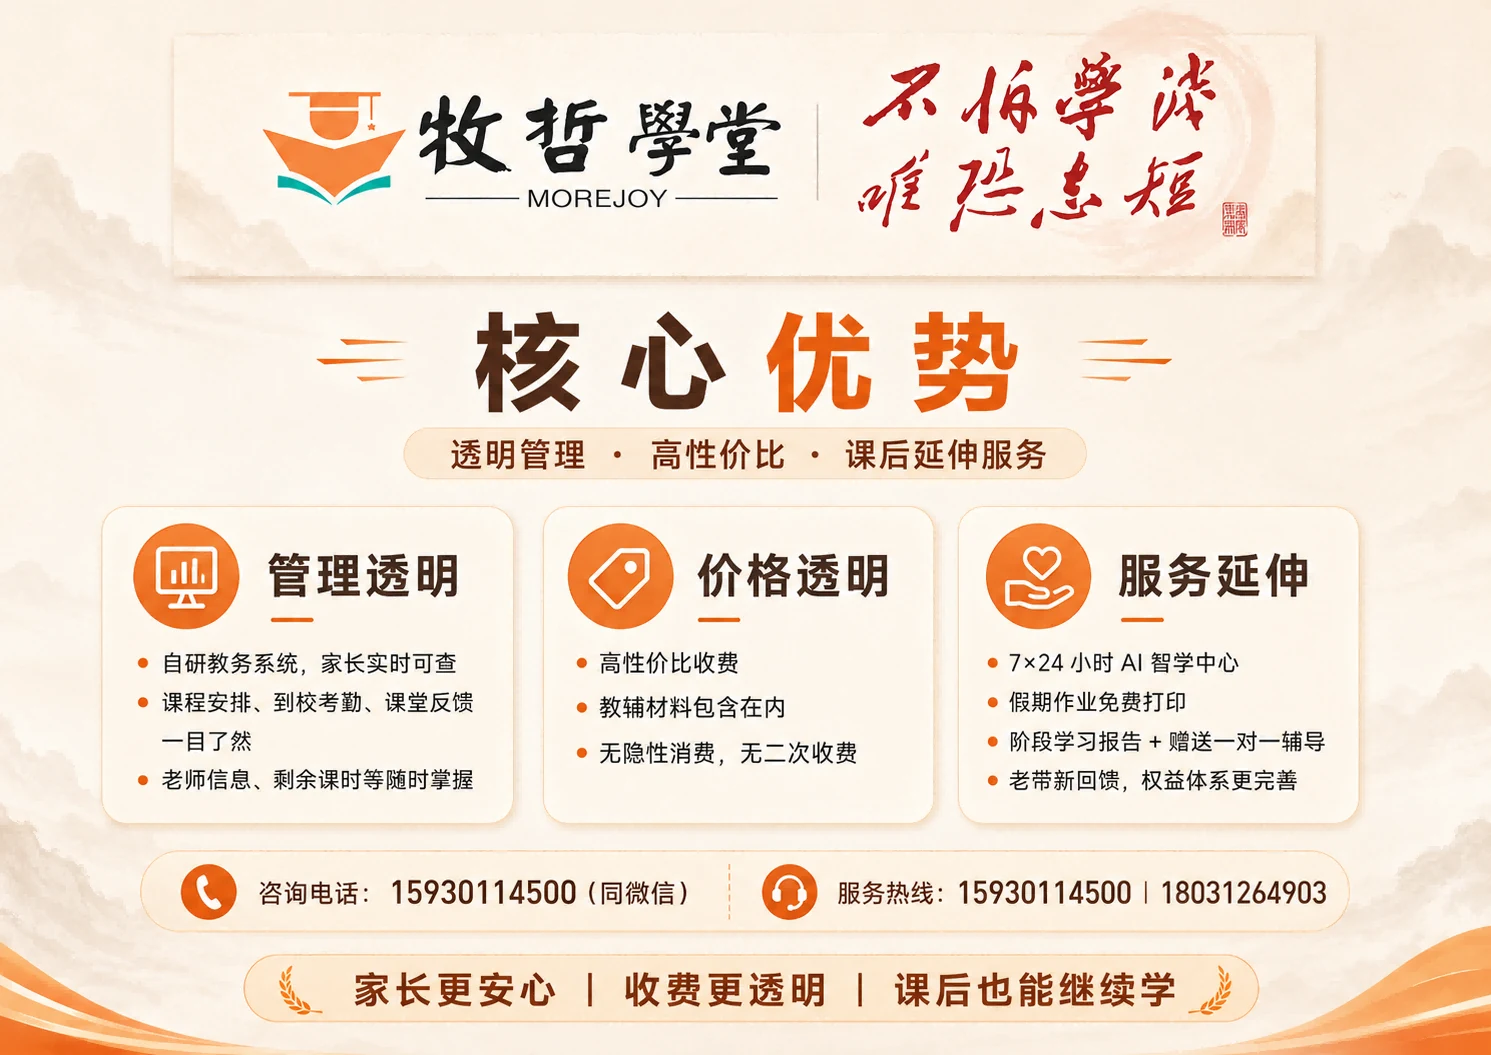 牧哲學堂
MOREJOY
不怕學淺
唯恐志短
核心优势
透明管理 · 高性价比 · 课后延伸服务
管理透明
自研教务系统，家长实时可查
课程安排、到校考勤、课堂反馈
一目了然
老师信息、剩余课时等随时掌握
价格透明
高性价比收费
教辅材料包含在内
无隐性消费，无二次收费
服务延伸
7×24 小时 AI 智学中心
假期作业免费打印
阶段学习报告 + 赠送一对一辅导
老带新回馈，权益体系更完善
咨询电话：15930114500（同微信）
服务热线：15930114500 | 18031264903
家长更安心 | 收费更透明 | 课后也能继续学